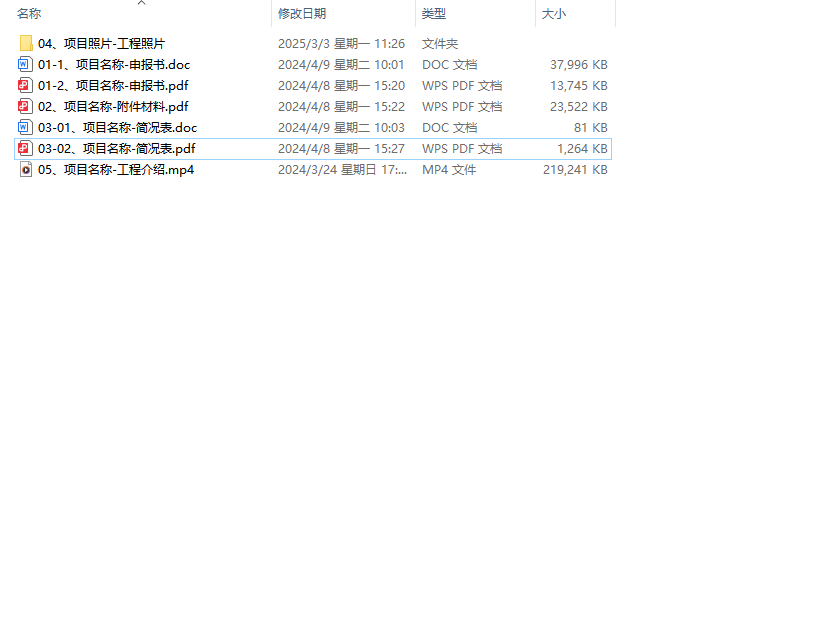 名称 修改日期 类型 大小
04、项目照片-工程照片 2025/3/3 星期一 11:26 文件夹
01-1、项目名称-申报书.doc 2024/4/9 星期二 10:01 DOC 文档 37,996 KB
01-2、项目名称-申报书.pdf 2024/4/8 星期一 15:20 WPS PDF 文档 13,745 KB
02、项目名称-附件材料.pdf 2024/4/8 星期一 15:22 WPS PDF 文档 23,522 KB
03-01、项目名称-简况表.doc 2024/4/9 星期二 10:03 DOC 文档 81 KB
03-02、项目名称-简况表.pdf 2024/4/8 星期一 15:27 WPS PDF 文档 1,264 KB
05、项目名称-工程介绍.mp4 2024/3/24 星期日 17:... MP4 文件 219,241 KB